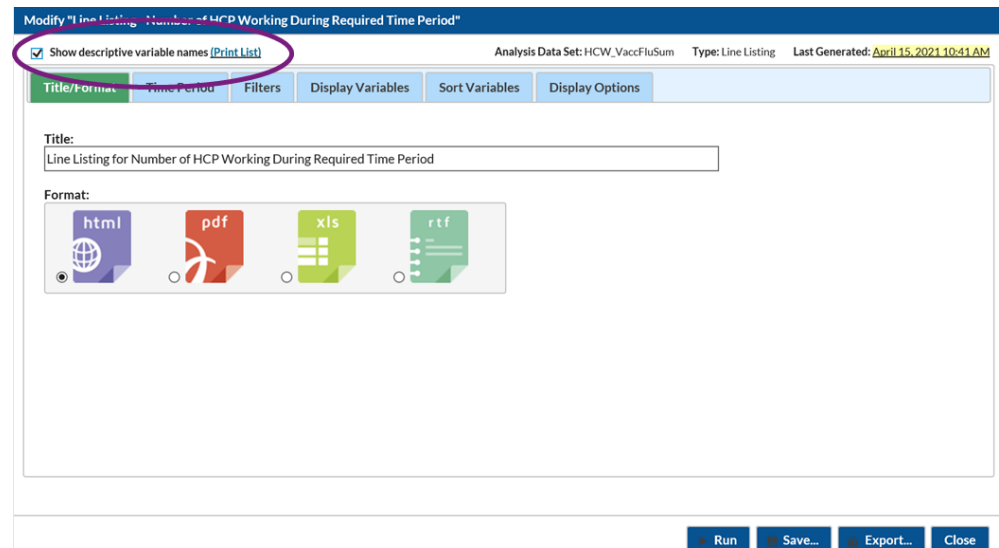 Modify "Line Listing - Number of HCP Working During Required Time Period"
Show descriptive variable names (Print List) Analysis Data Set: HCW_VaccFluSum Type: Line Listing Last Generated: April 15, 2021 10:41 AM
Title/Format Time Period Filters Display Variables Sort Variables Display Options
Title:
Line Listing for Number of HCP Working During Required Time Period
Format:
html pdf xls rtf
Run Save... Export... Close